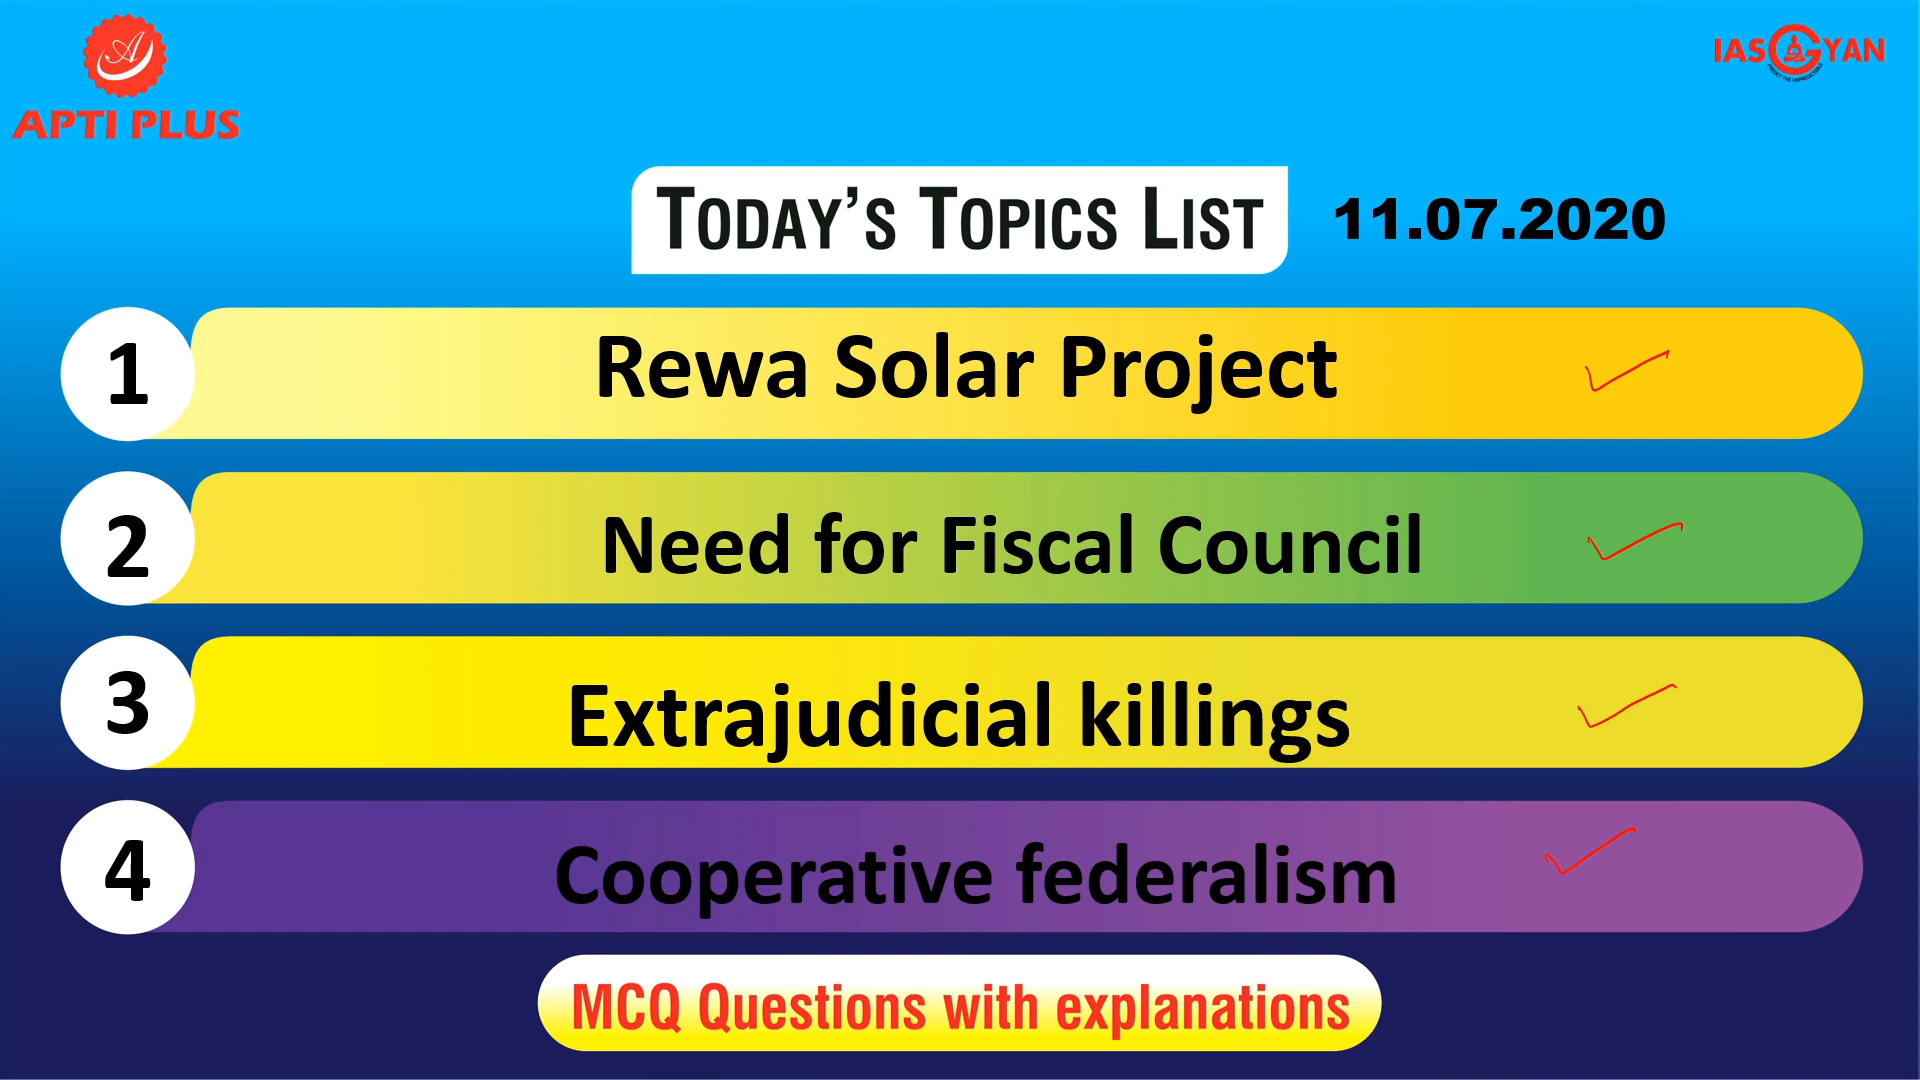 APTI PLUS
IASGYAN
TODAY'S TOPICS LIST
11.07.2020
1
Rewa Solar Project
2
Need for Fiscal Council
3
Extrajudicial killings
4
Cooperative federalism
MCQ Questions with explanations